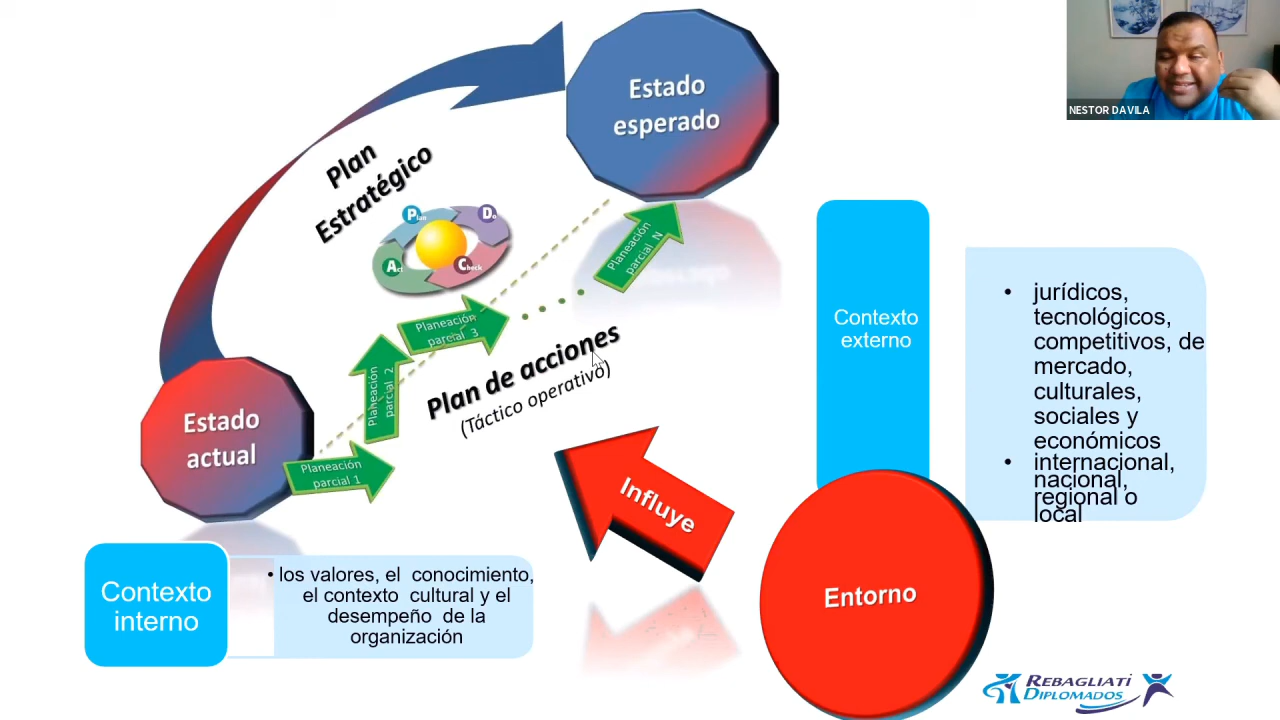 NESTOR DAVILA
Estado
esperado
Plan
Estratégico
Plan
Do
Act
Check
Planeación
parcial N
Planeación
parcial 3
Planeación
parcial 2
Planeación
parcial 1
Plan de acciones
(Táctico operativo)
Estado
actual
Contexto
externo
• jurídicos,
tecnológicos,
competitivos, de
mercado,
culturales,
sociales y
económicos
• internacional,
nacional,
regional o
local
Influye
Entorno
Contexto
interno
• los valores, el conocimiento,
el contexto cultural y el
desempeño de la
organización
REBAGLIATI
DIPLOMADOS